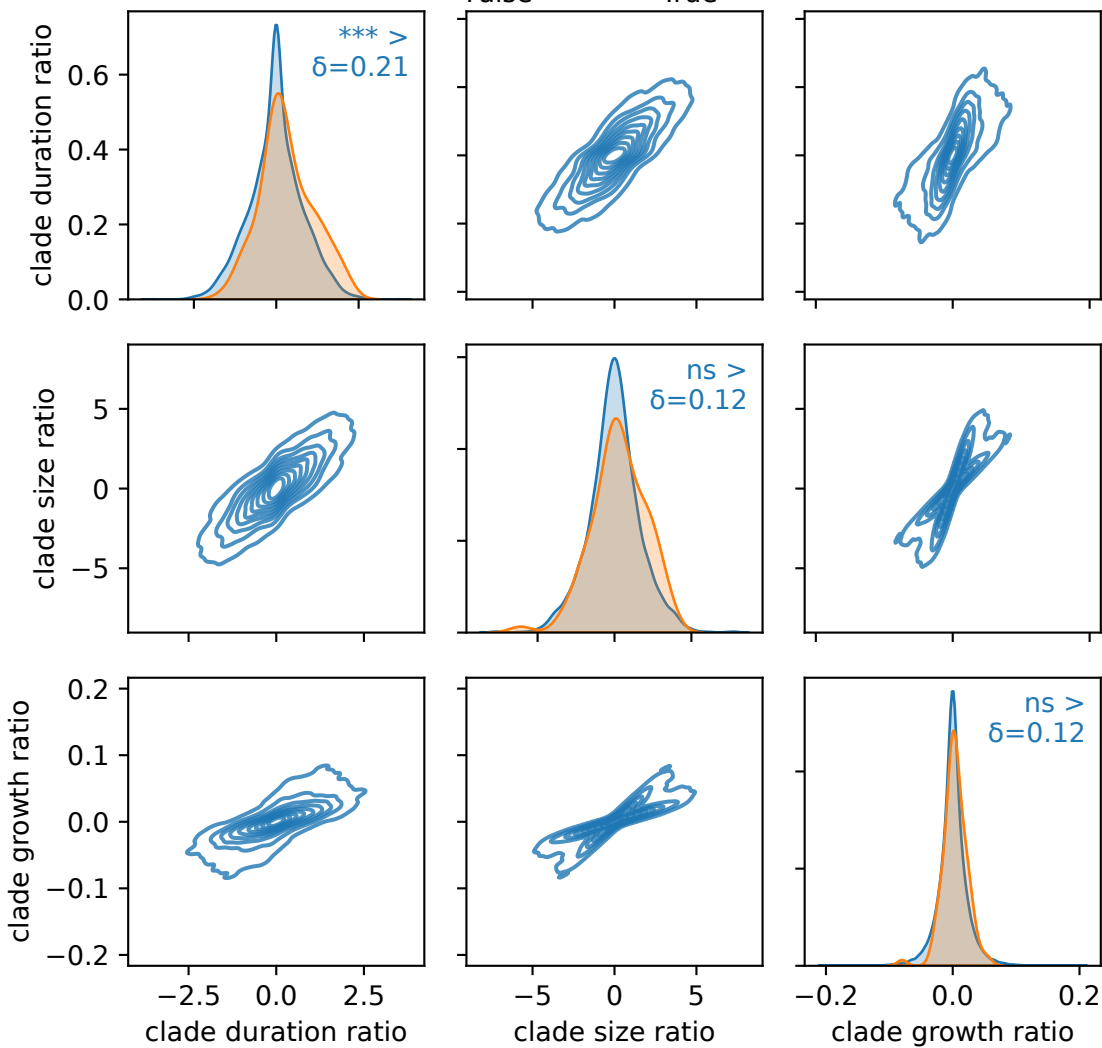 clade duration ratio
0.6
0.4
0.2
0.0
*** >
δ=0.21
clade size ratio
5
0
−5
ns >
δ=0.12
clade growth ratio
0.2
0.1
0.0
−0.1
−0.2
ns >
δ=0.12
−2.5 0.0 2.5
clade duration ratio
−5 0 5
clade size ratio
−0.2 0.0 0.2
clade growth ratio